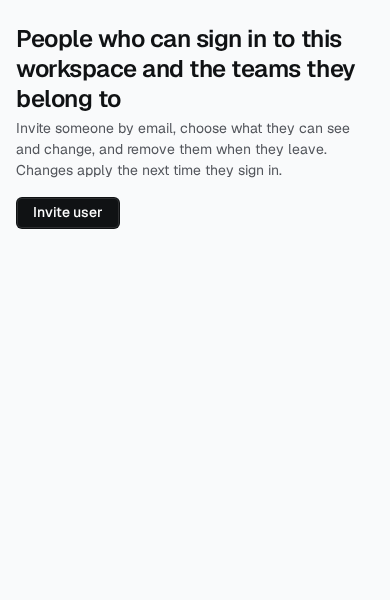 People who can sign in to this
workspace and the teams they
belong to
Invite someone by email, choose what they can see
and change, and remove them when they leave.
Changes apply the next time they sign in.
Invite user